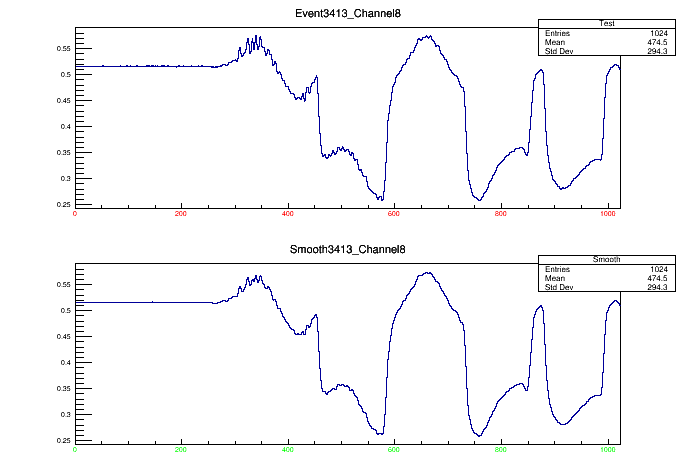 Event3413_Channel8
Test
Entries 1024
Mean 474.5
Std Dev 294.3
0.55
0.5
0.45
0.4
0.35
0.3
0.25
0 200 400 600 800 1000
Smooth3413_Channel8
Smooth
Entries 1024
Mean 474.5
Std Dev 294.3
0.55
0.5
0.45
0.4
0.35
0.3
0.25
0 200 400 600 800 1000